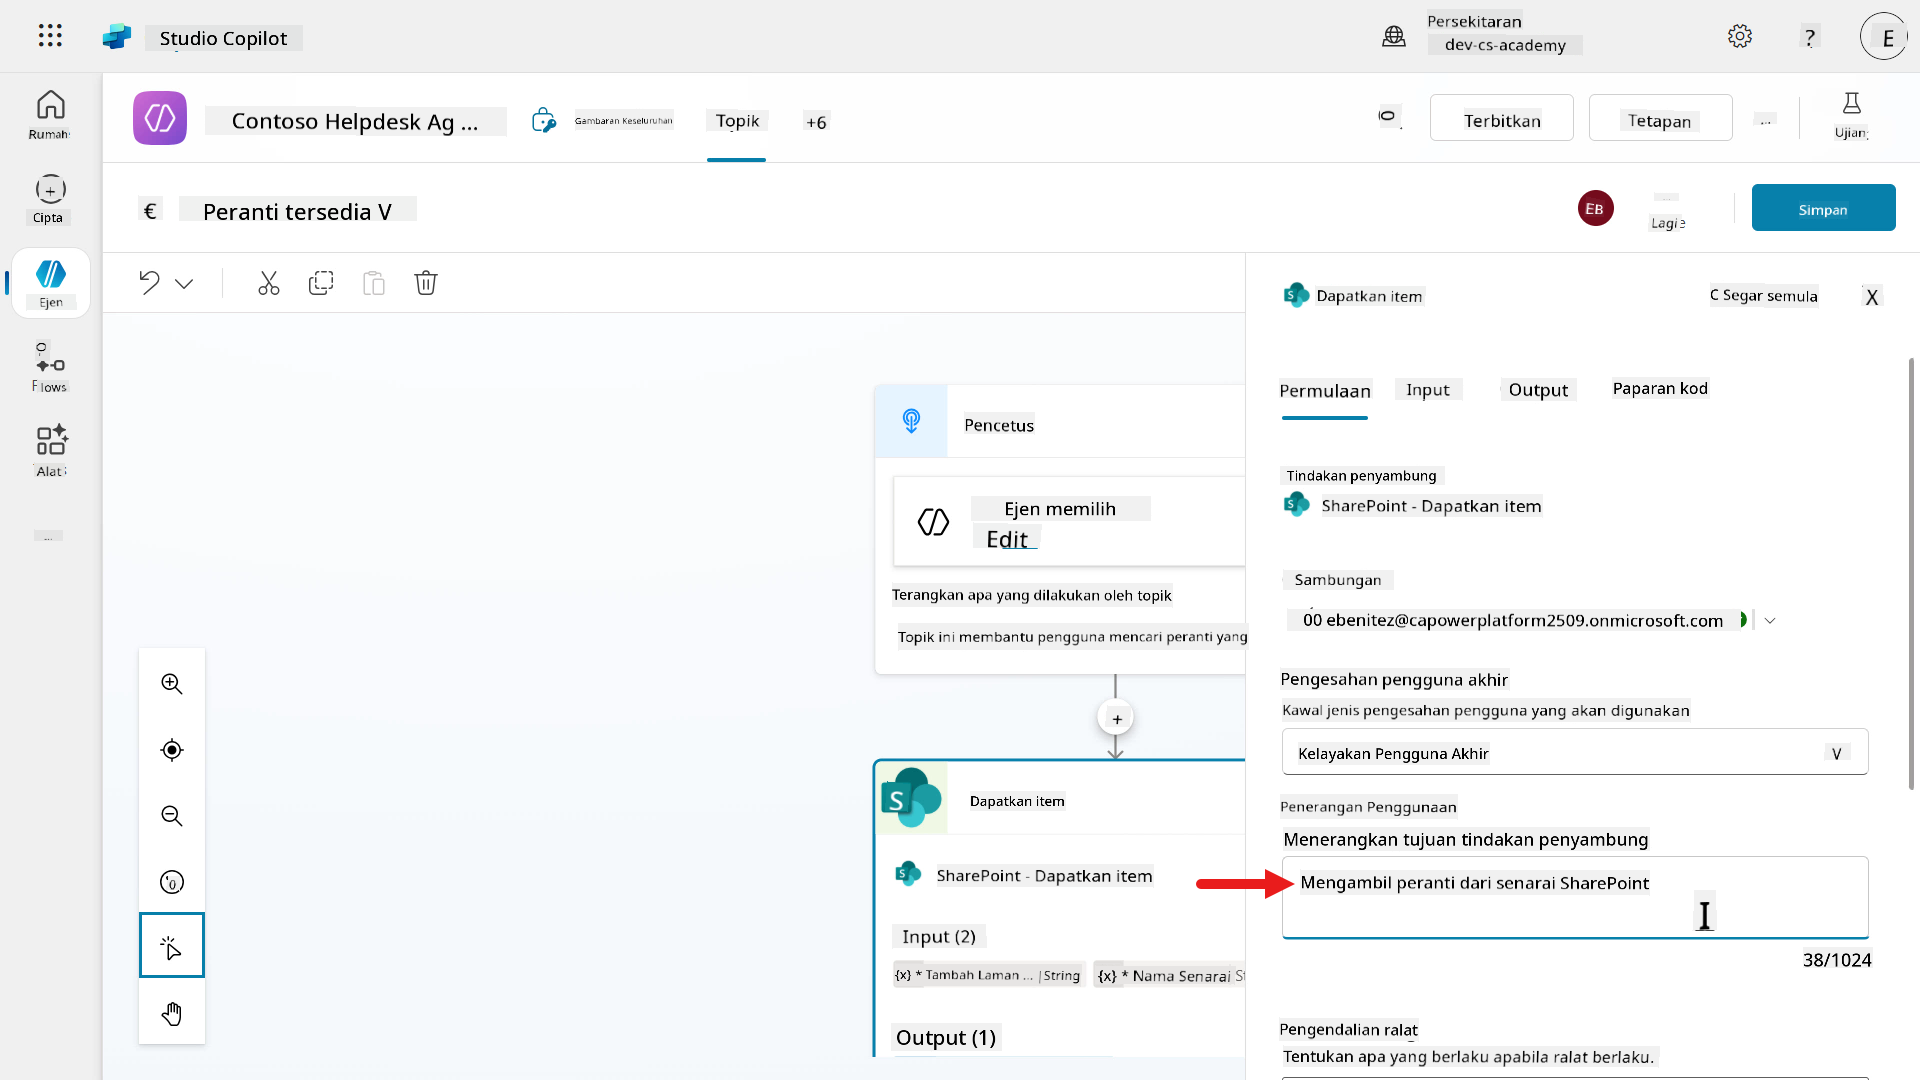 Studio Copilot
Persekitaran
dev-cs-academy
?
E
Rumah
Cipta
Ejen
Flows
Alat
...
Contoso Helpdesk Ag ...
Gambaran Keseluruhan
Topik
+6
Terbitkan
Tetapan
...
Ujian
€
Peranti tersedia V
EB
...
Lagi
Simpan
Pencetus
Ejen memilih
Edit
Terangkan apa yang dilakukan oleh topik
Topik ini membantu pengguna mencari peranti yang
+
Dapatkan item
SharePoint - Dapatkan item
Input (2)
{x} * Tambah Laman ... | String
{x} * Nama Senarai St
Output (1)
Dapatkan item
C Segar semula
X
Permulaan
Input
Output
Paparan kod
Tindakan penyambung
SharePoint - Dapatkan item
Sambungan
00 ebenitez@capowerplatform2509.onmicrosoft.com
Pengesahan pengguna akhir
Kawal jenis pengesahan pengguna yang akan digunakan
Kelayakan Pengguna Akhir
V
Penerangan Penggunaan
Menerangkan tujuan tindakan penyambung
Mengambil peranti dari senarai SharePoint
38/1024
Pengendalian ralat
Tentukan apa yang berlaku apabila ralat berlaku.